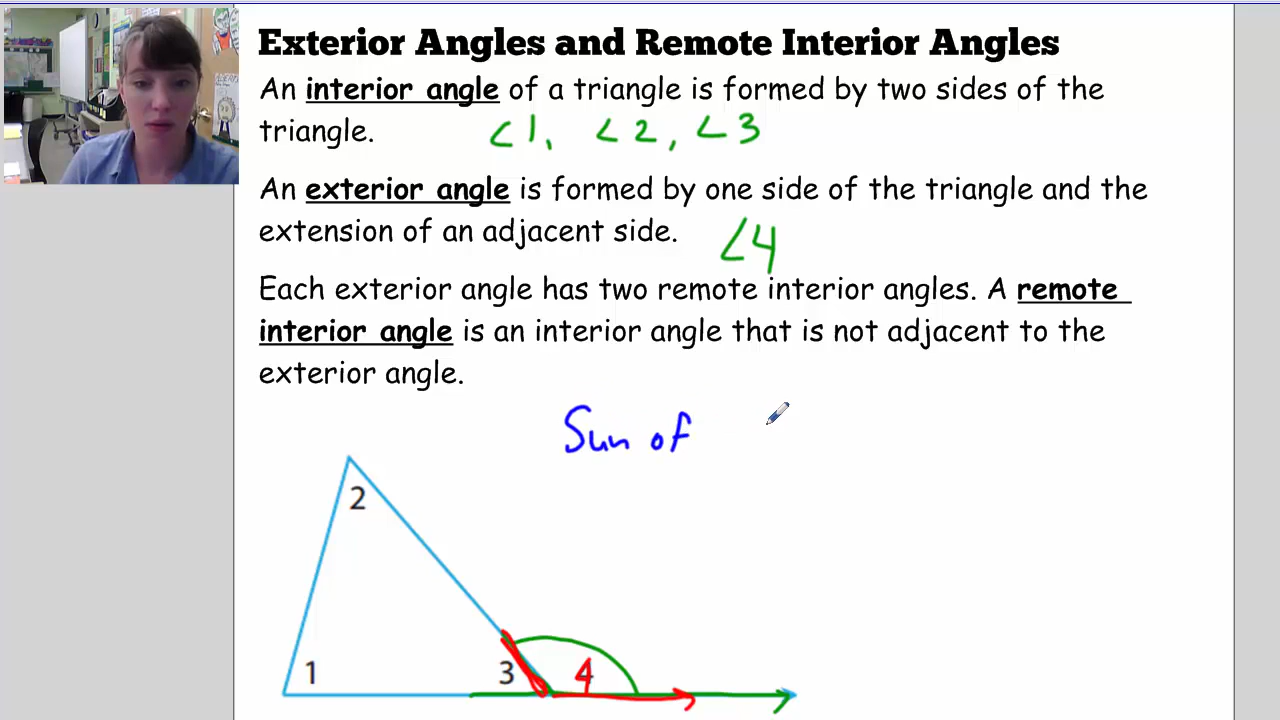 Exterior Angles and Remote Interior Angles
An interior angle of a triangle is formed by two sides of the
triangle. ∠1, ∠2, ∠3
An exterior angle is formed by one side of the triangle and the
extension of an adjacent side. ∠4
Each exterior angle has two remote interior angles. A remote
interior angle is an interior angle that is not adjacent to the
exterior angle.
Sum of
2
1 3 4